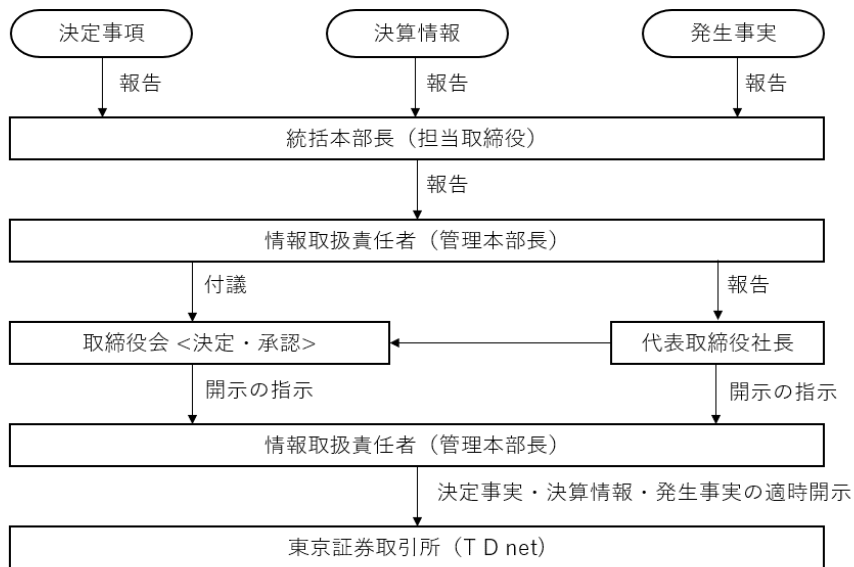 決定事項
決算情報
発生事実
報告
報告
報告
統括本部長（担当取締役）
報告
情報取扱責任者（管理本部長）
付議
報告
取締役会 <決定・承認>
代表取締役社長
開示の指示
開示の指示
情報取扱責任者（管理本部長）
決定事実・決算情報・発生事実の適時開示
東京証券取引所（T D net）